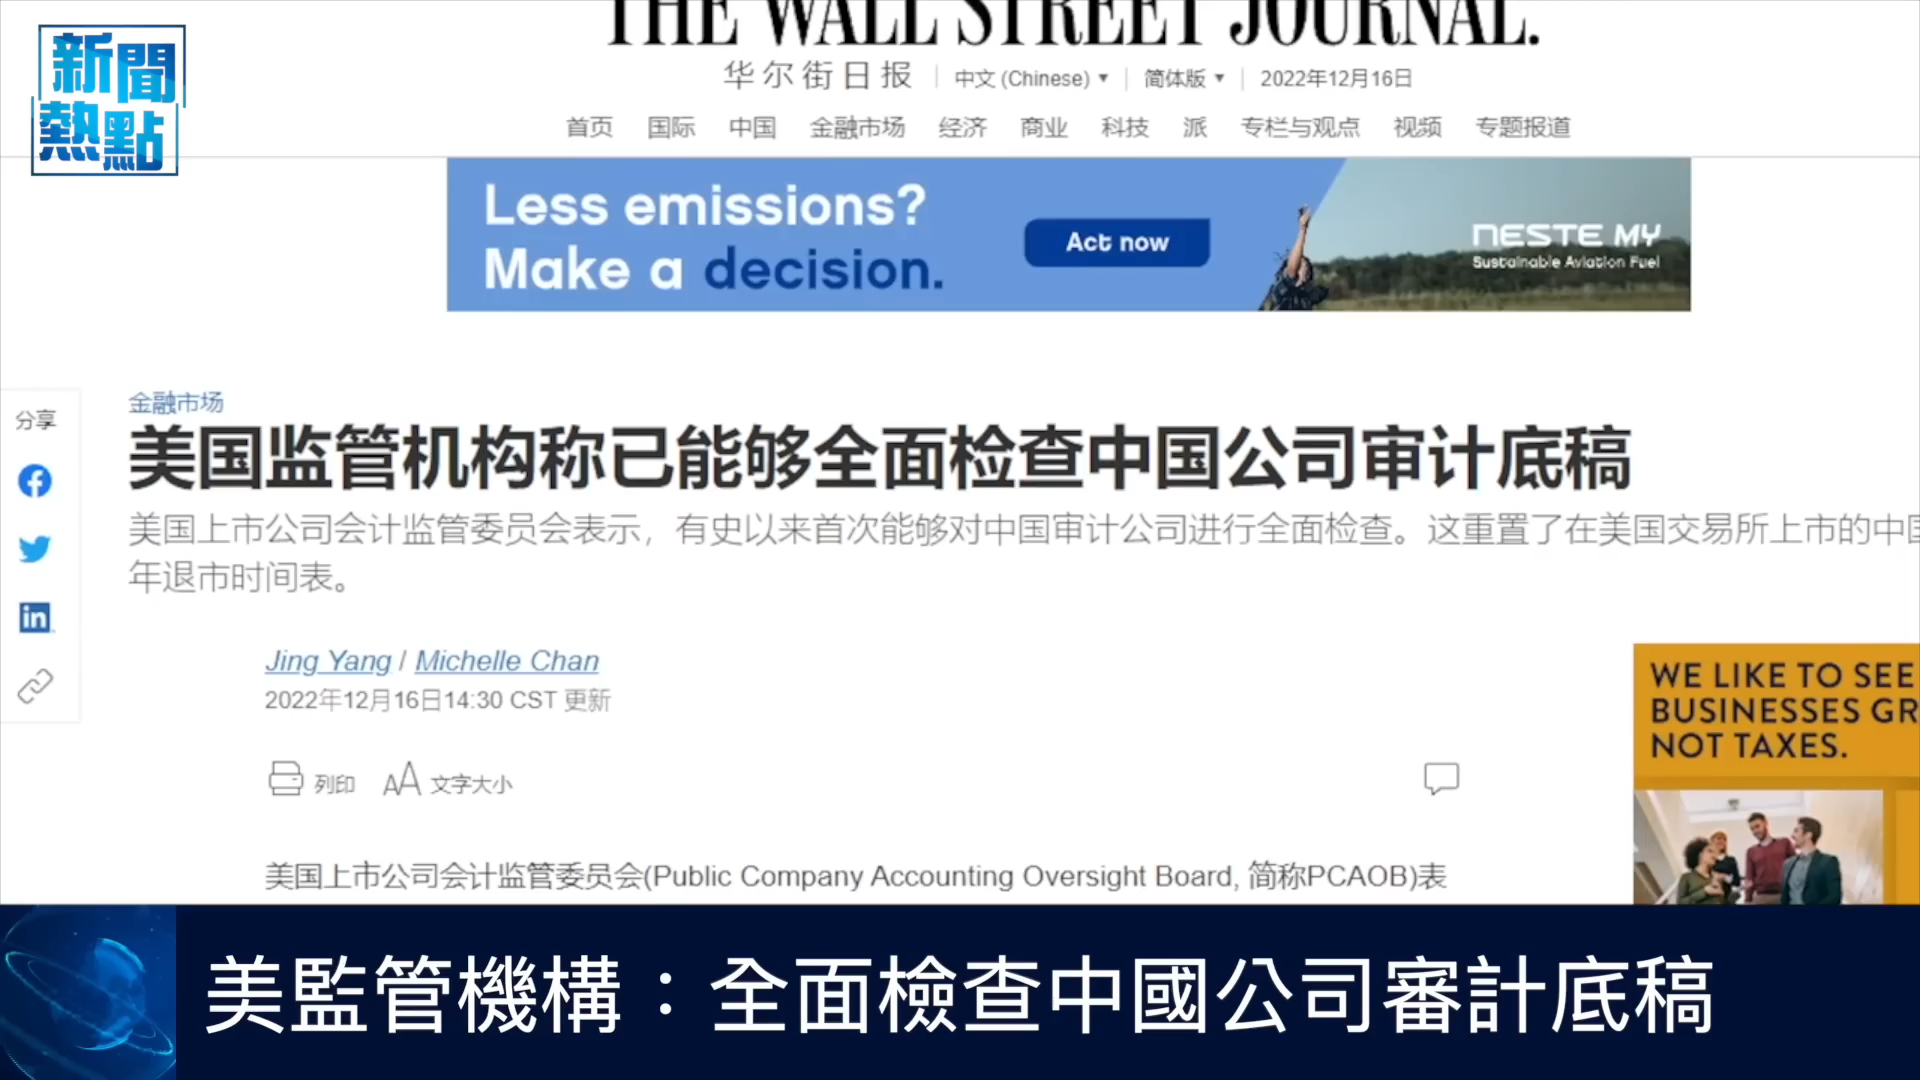 新聞
熱點
THE WALL STREET JOURNAL.
华尔街日报 中文 (Chinese) 简体版 2022年12月16日
首页 国际 中国 金融市场 经济 商业 科技 派 专栏与观点 视频 专题报道
Less emissions?
Make a decision.
Act now
NESTE MY
Sustainable Aviation Fuel
分享
金融市场
美国监管机构称已能够全面检查中国公司审计底稿
美国上市公司会计监管委员会表示，有史以来首次能够对中国审计公司进行全面检查。这重置了在美国交易所上市的中国
年退市时间表。
Jing Yang / Michelle Chan
2022年12月16日14:30 CST 更新
列印 AA 文字大小
WE LIKE TO SEE
BUSINESSES GR
NOT TAXES.
美国上市公司会计监管委员会(Public Company Accounting Oversight Board, 简称PCAOB)表
美監管機構：全面檢查中國公司審計底稿